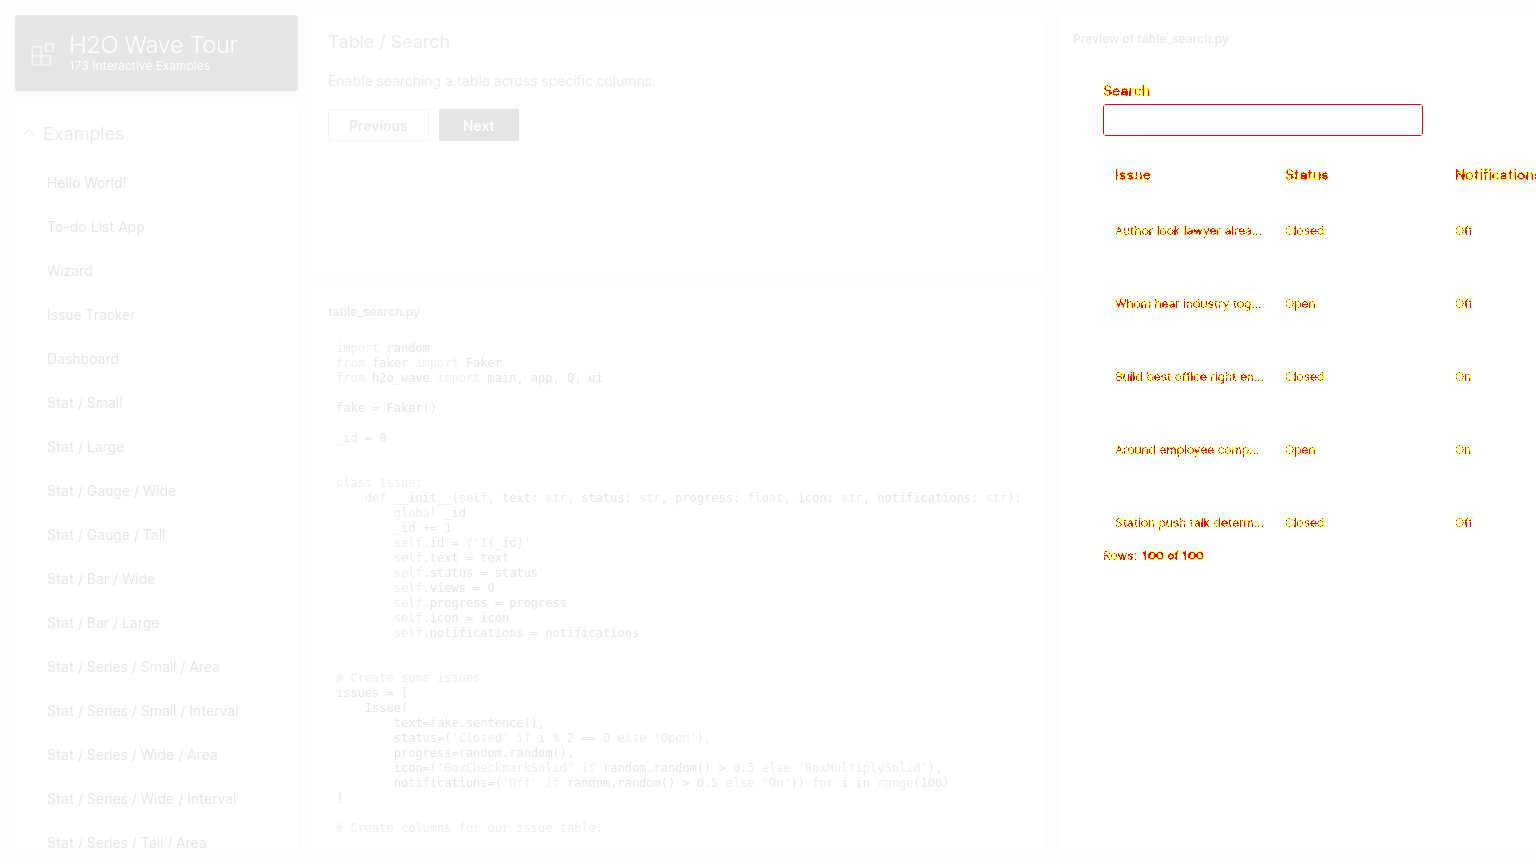 H2O Wave Tour
173 Interactive Examples
Examples
Hello World!
To-do List App
Wizard
Issue Tracker
Dashboard
Stat / Small
Stat / Large
Stat / Gauge / Wide
Stat / Gauge / Tall
Stat / Bar / Wide
Stat / Bar / Large
Stat / Series / Small / Area
Stat / Series / Small / Interval
Stat / Series / Wide / Area
Stat / Series / Wide / Interval
Stat / Series / Tall / Area
Table / Search
Enable searching a table across specific columns.
Previous Next
table_search.py
import random
from faker import Faker
from h2o_wave import main, app, Q, ui
fake = Faker()
_id = 0
class Issue:
    def __init__(self, text: str, status: str, progress: float, icon: str, notifications: str):
        global _id
        _id += 1
        self.id = f'I{_id}'
        self.text = text
        self.status = status
        self.views = 0
        self.progress = progress
        self.icon = icon
        self.notifications = notifications
# Create some issues
issues = [
    Issue(
        text=fake.sentence(),
        status=('Closed' if i % 2 == 0 else 'Open'),
        progress=random.random(),
        icon=('BoxCheckmarkSolid' if random.random() > 0.5 else 'BoxMultiplySolid'),
        notifications=('Off' if random.random() > 0.5 else 'On')) for i in range(100)
]
# Create columns for our issue table.
Preview of table_search.py
Search
Issue Status Notifications
Author look lawyer alrea... Closed Off
Whom hear industry tog... Open Off
Build best office right en... Closed On
Around employee comp... Open On
Station push talk determ... Closed Off
Rows: 100 of 100